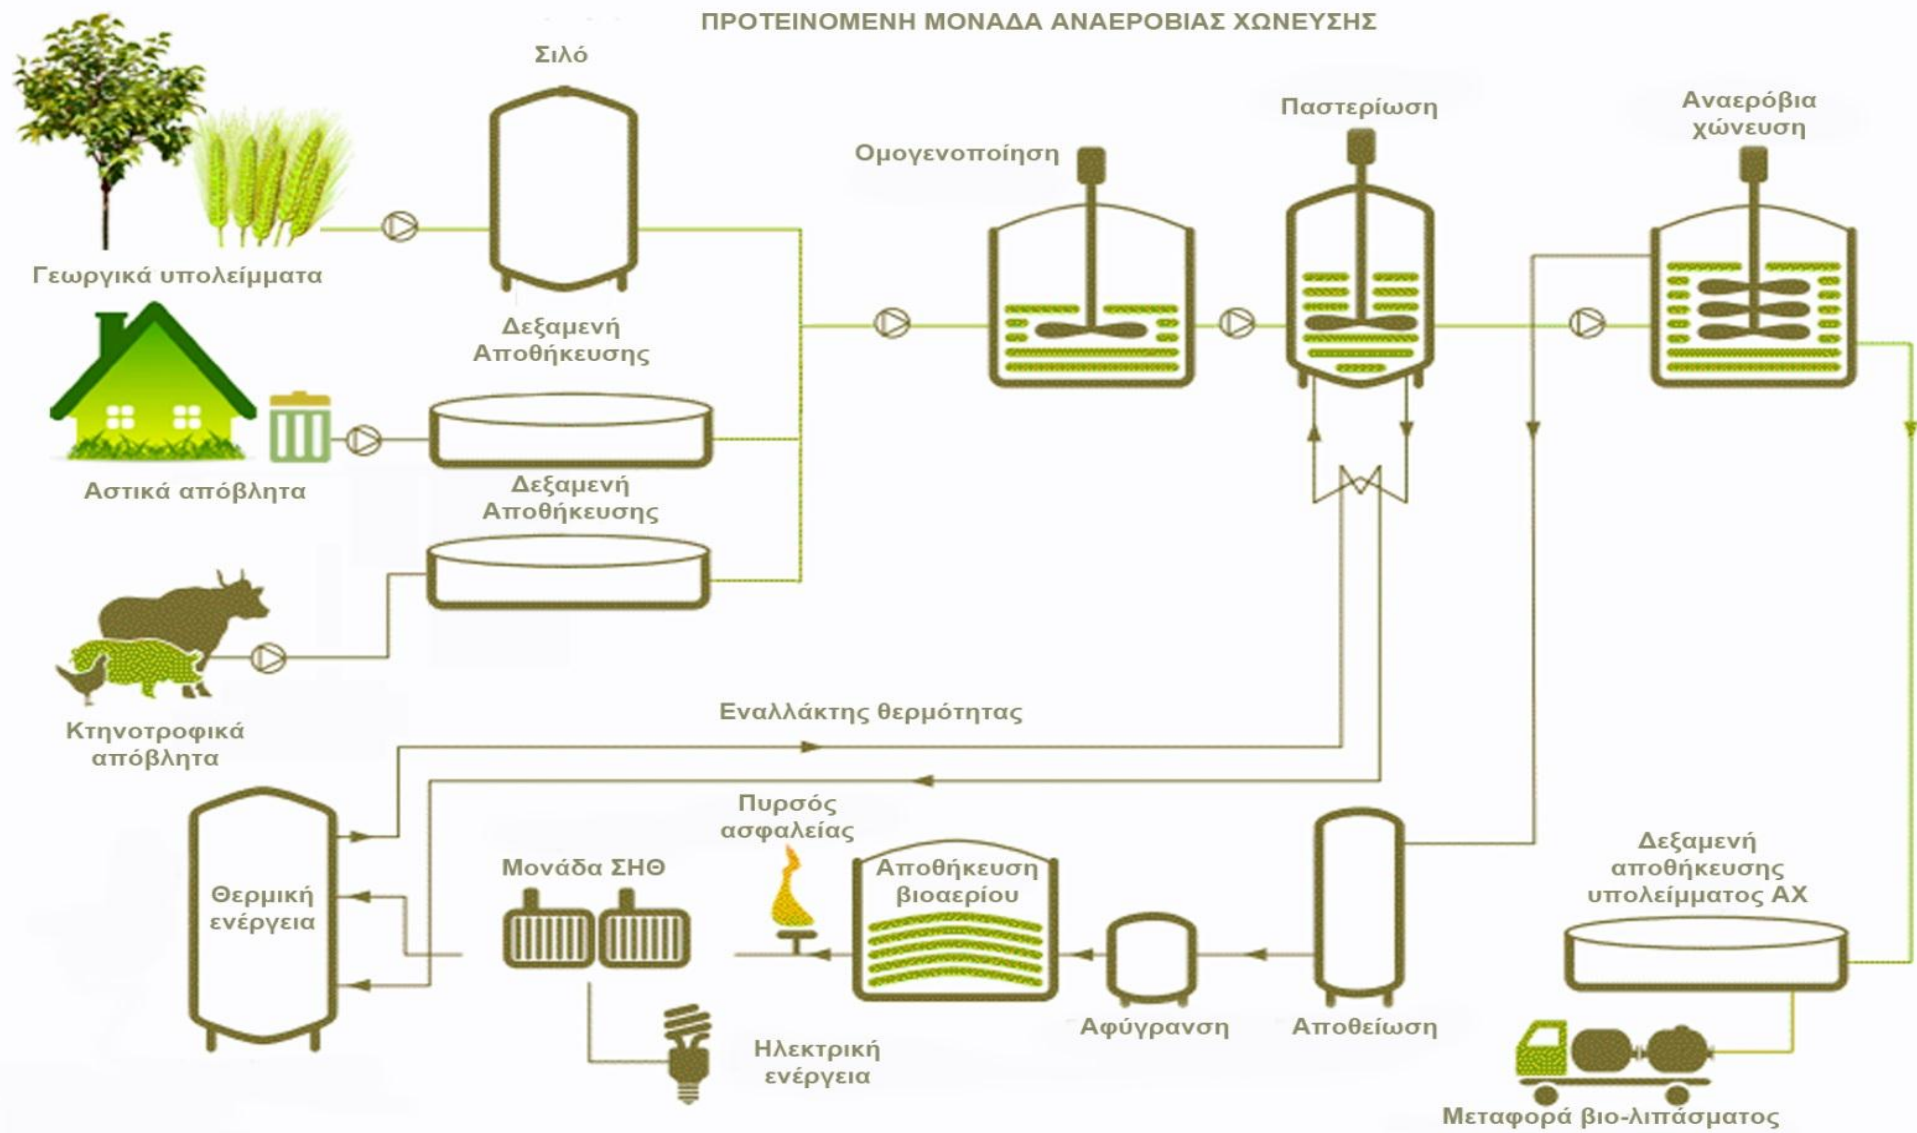 ΠΡΟΤΕΙΝΟΜΕΝΗ ΜΟΝΑΔΑ ΑΝΑΕΡΟΒΙΑΣ ΧΩΝΕΥΣΗΣ
Σιλό
Παστερίωση
Αναερόβια
χώνευση
Ομογενοποίηση
Γεωργικά υπολείμματα
Δεξαμενή
Αποθήκευσης
Αστικά απόβλητα
Δεξαμενή
Αποθήκευσης
Κτηνοτροφικά
απόβλητα
Εναλλάκτης θερμότητας
Πυρσός
ασφαλείας
Μονάδα ΣΗΘ
Θερμική
ενέργεια
Αποθήκευση
βιοαερίου
Δεξαμενή
αποθήκευσης
υπολείμματος ΑΧ
Αφύγρανση
Αποθείωση
Ηλεκτρική
ενέργεια
Μεταφορά βιο-λιπάσματος